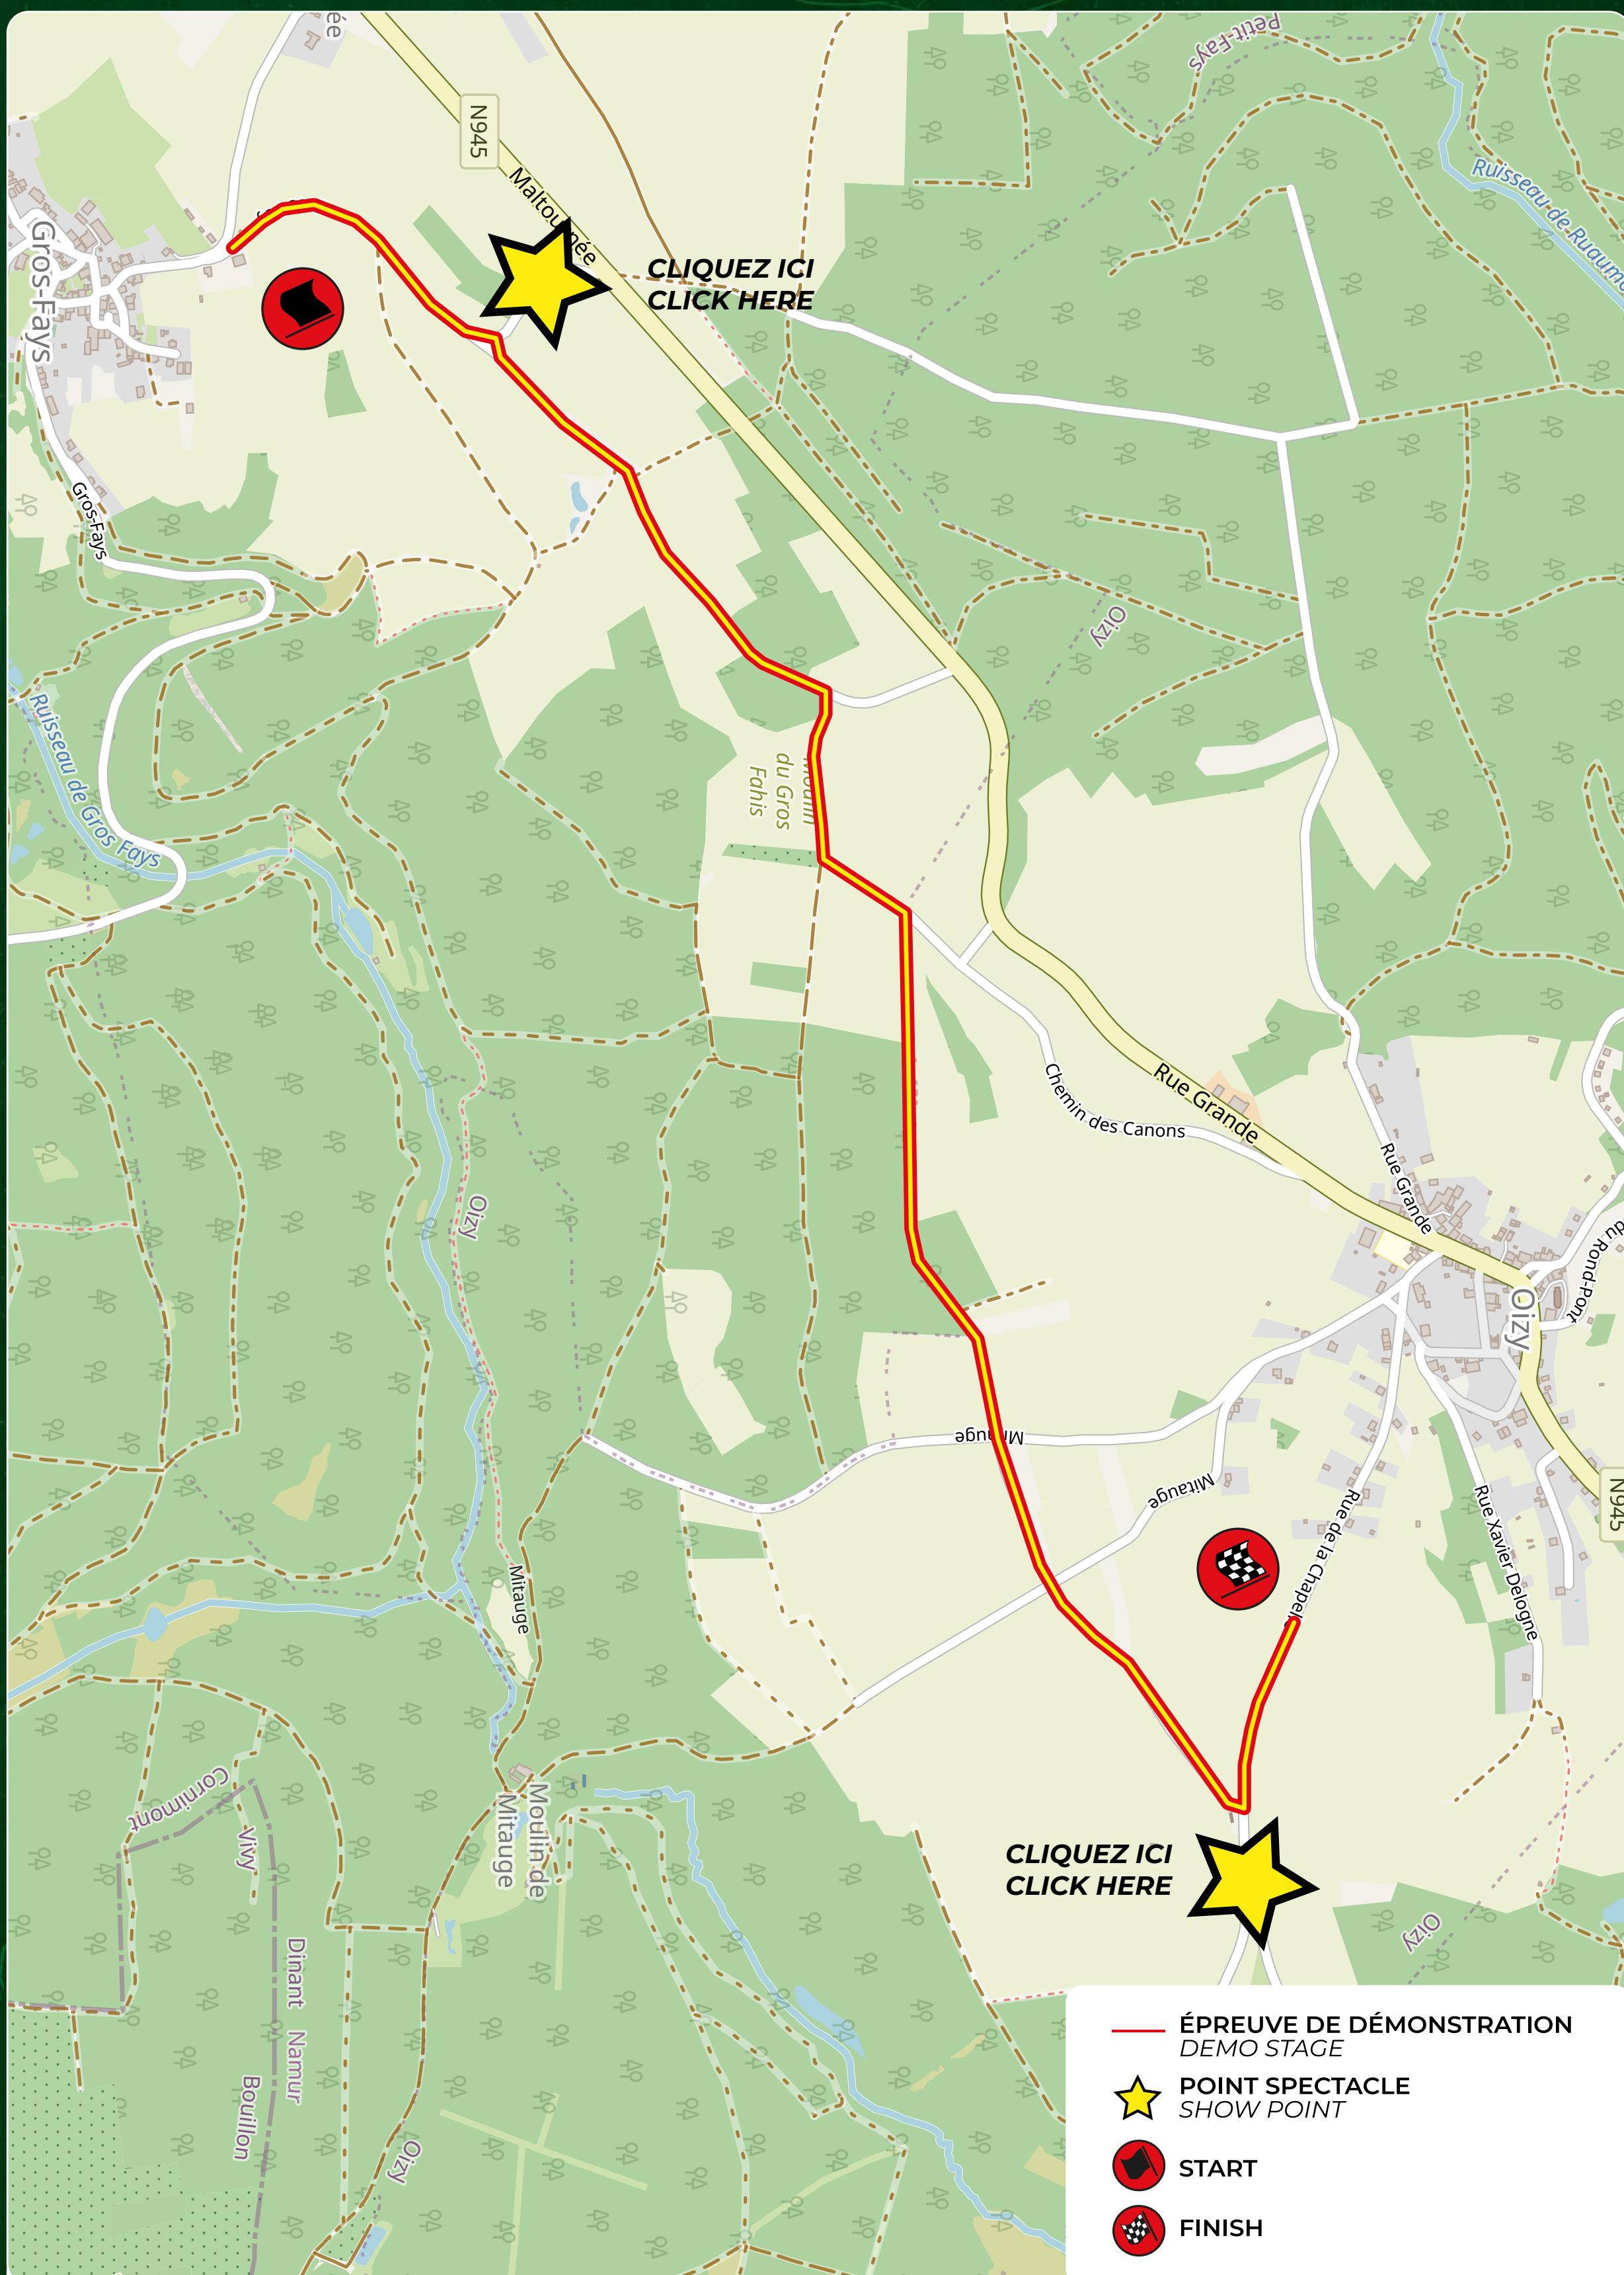 Petit-Fays
N945
Maltournée
Ruisseau de Ruaumo
CLIQUEZ ICI
CLICK HERE
Gros-Fays
Gros-Fays
Oizy
Ruisseau de Gros Fays
Moulin
du Gros
Fahis
Rue Grande
Chemin des Canons
Rue Grande
du Rond-Pont
Oizy
Oizy
Mitauge
Mitauge
N945
Rue de la Chapelle
Rue Xavier Delogne
Mitauge
Cornimont
Vivy
Moulin de
Mitauge
CLIQUEZ ICI
CLICK HERE
Oizy
Dinant
Namur
Bouillon
Oizy
ÉPREUVE DE DÉMONSTRATION
DEMO STAGE
POINT SPECTACLE
SHOW POINT
START
FINISH